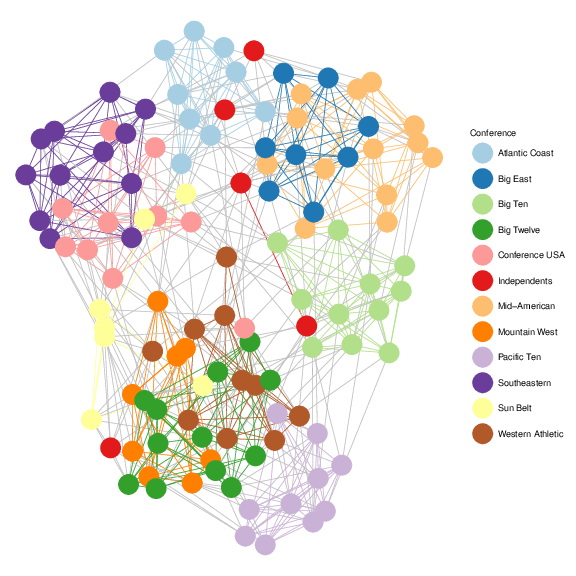 Conference
Atlantic Coast
Big East
Big Ten
Big Twelve
Conference USA
Independents
Mid−American
Mountain West
Pacific Ten
Southeastern
Sun Belt
Western Athletic